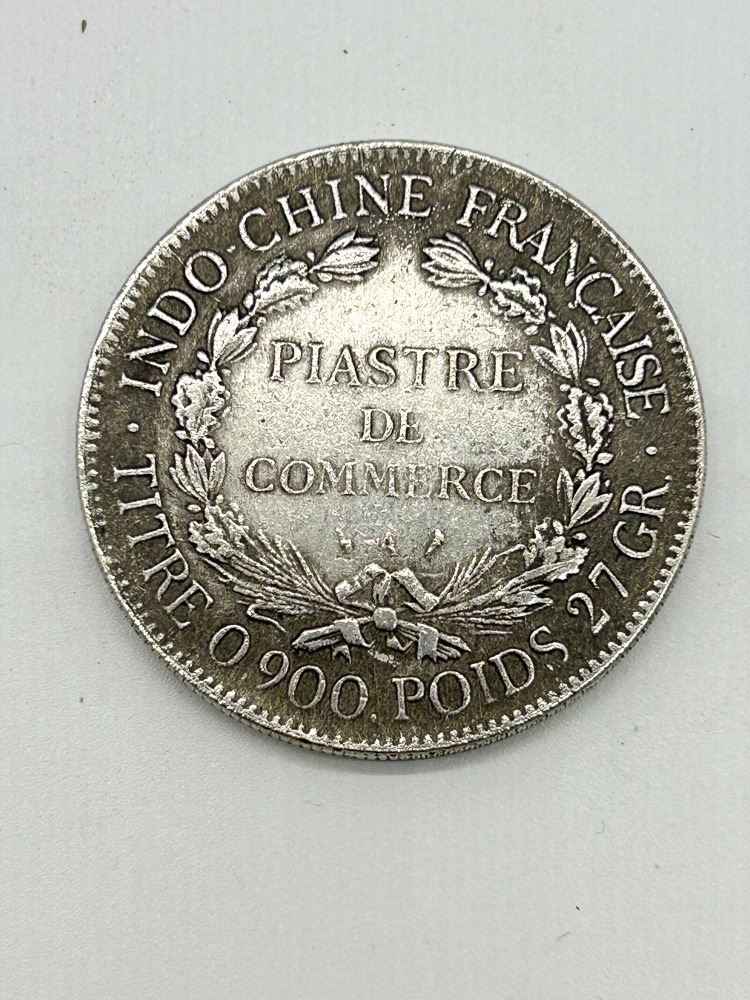 · INDO-CHINE FRANÇAISE ·
PIASTRE
DE
COMMERCE
TITRE 0.900. POIDS 27 GR.